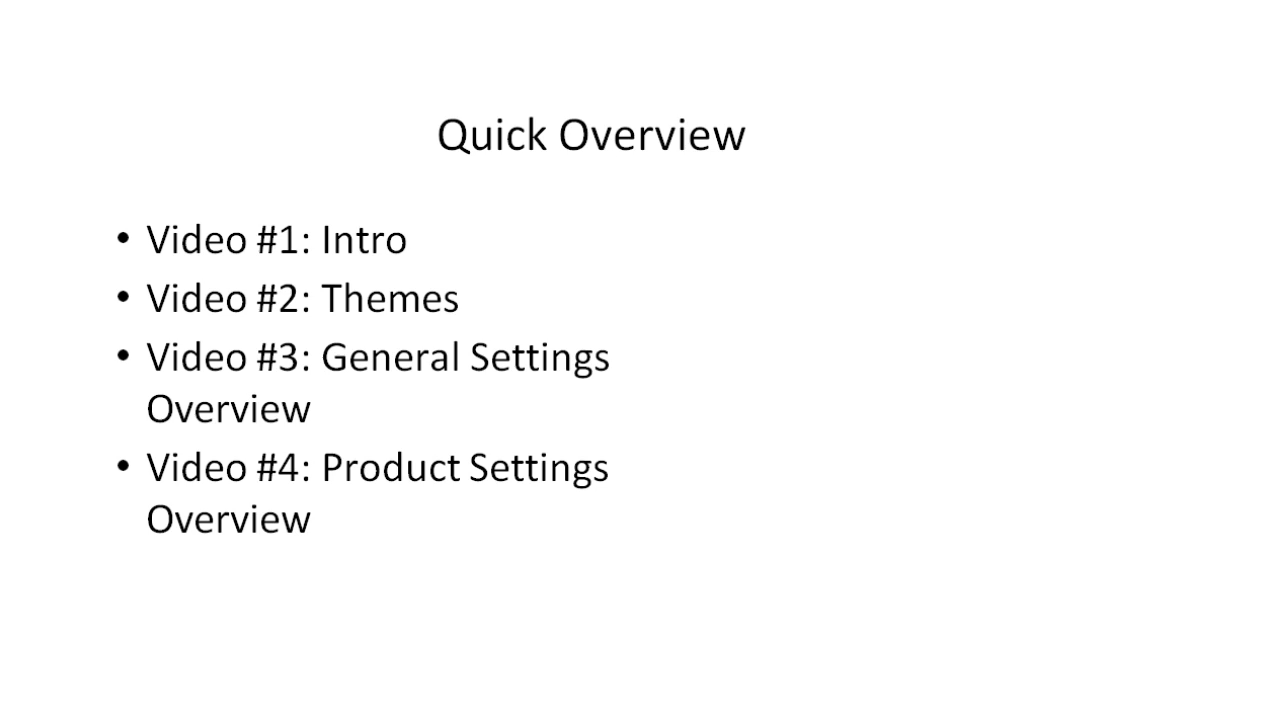 Quick Overview
• Video #1: Intro
• Video #2: Themes
• Video #3: General Settings
Overview
• Video #4: Product Settings
Overview